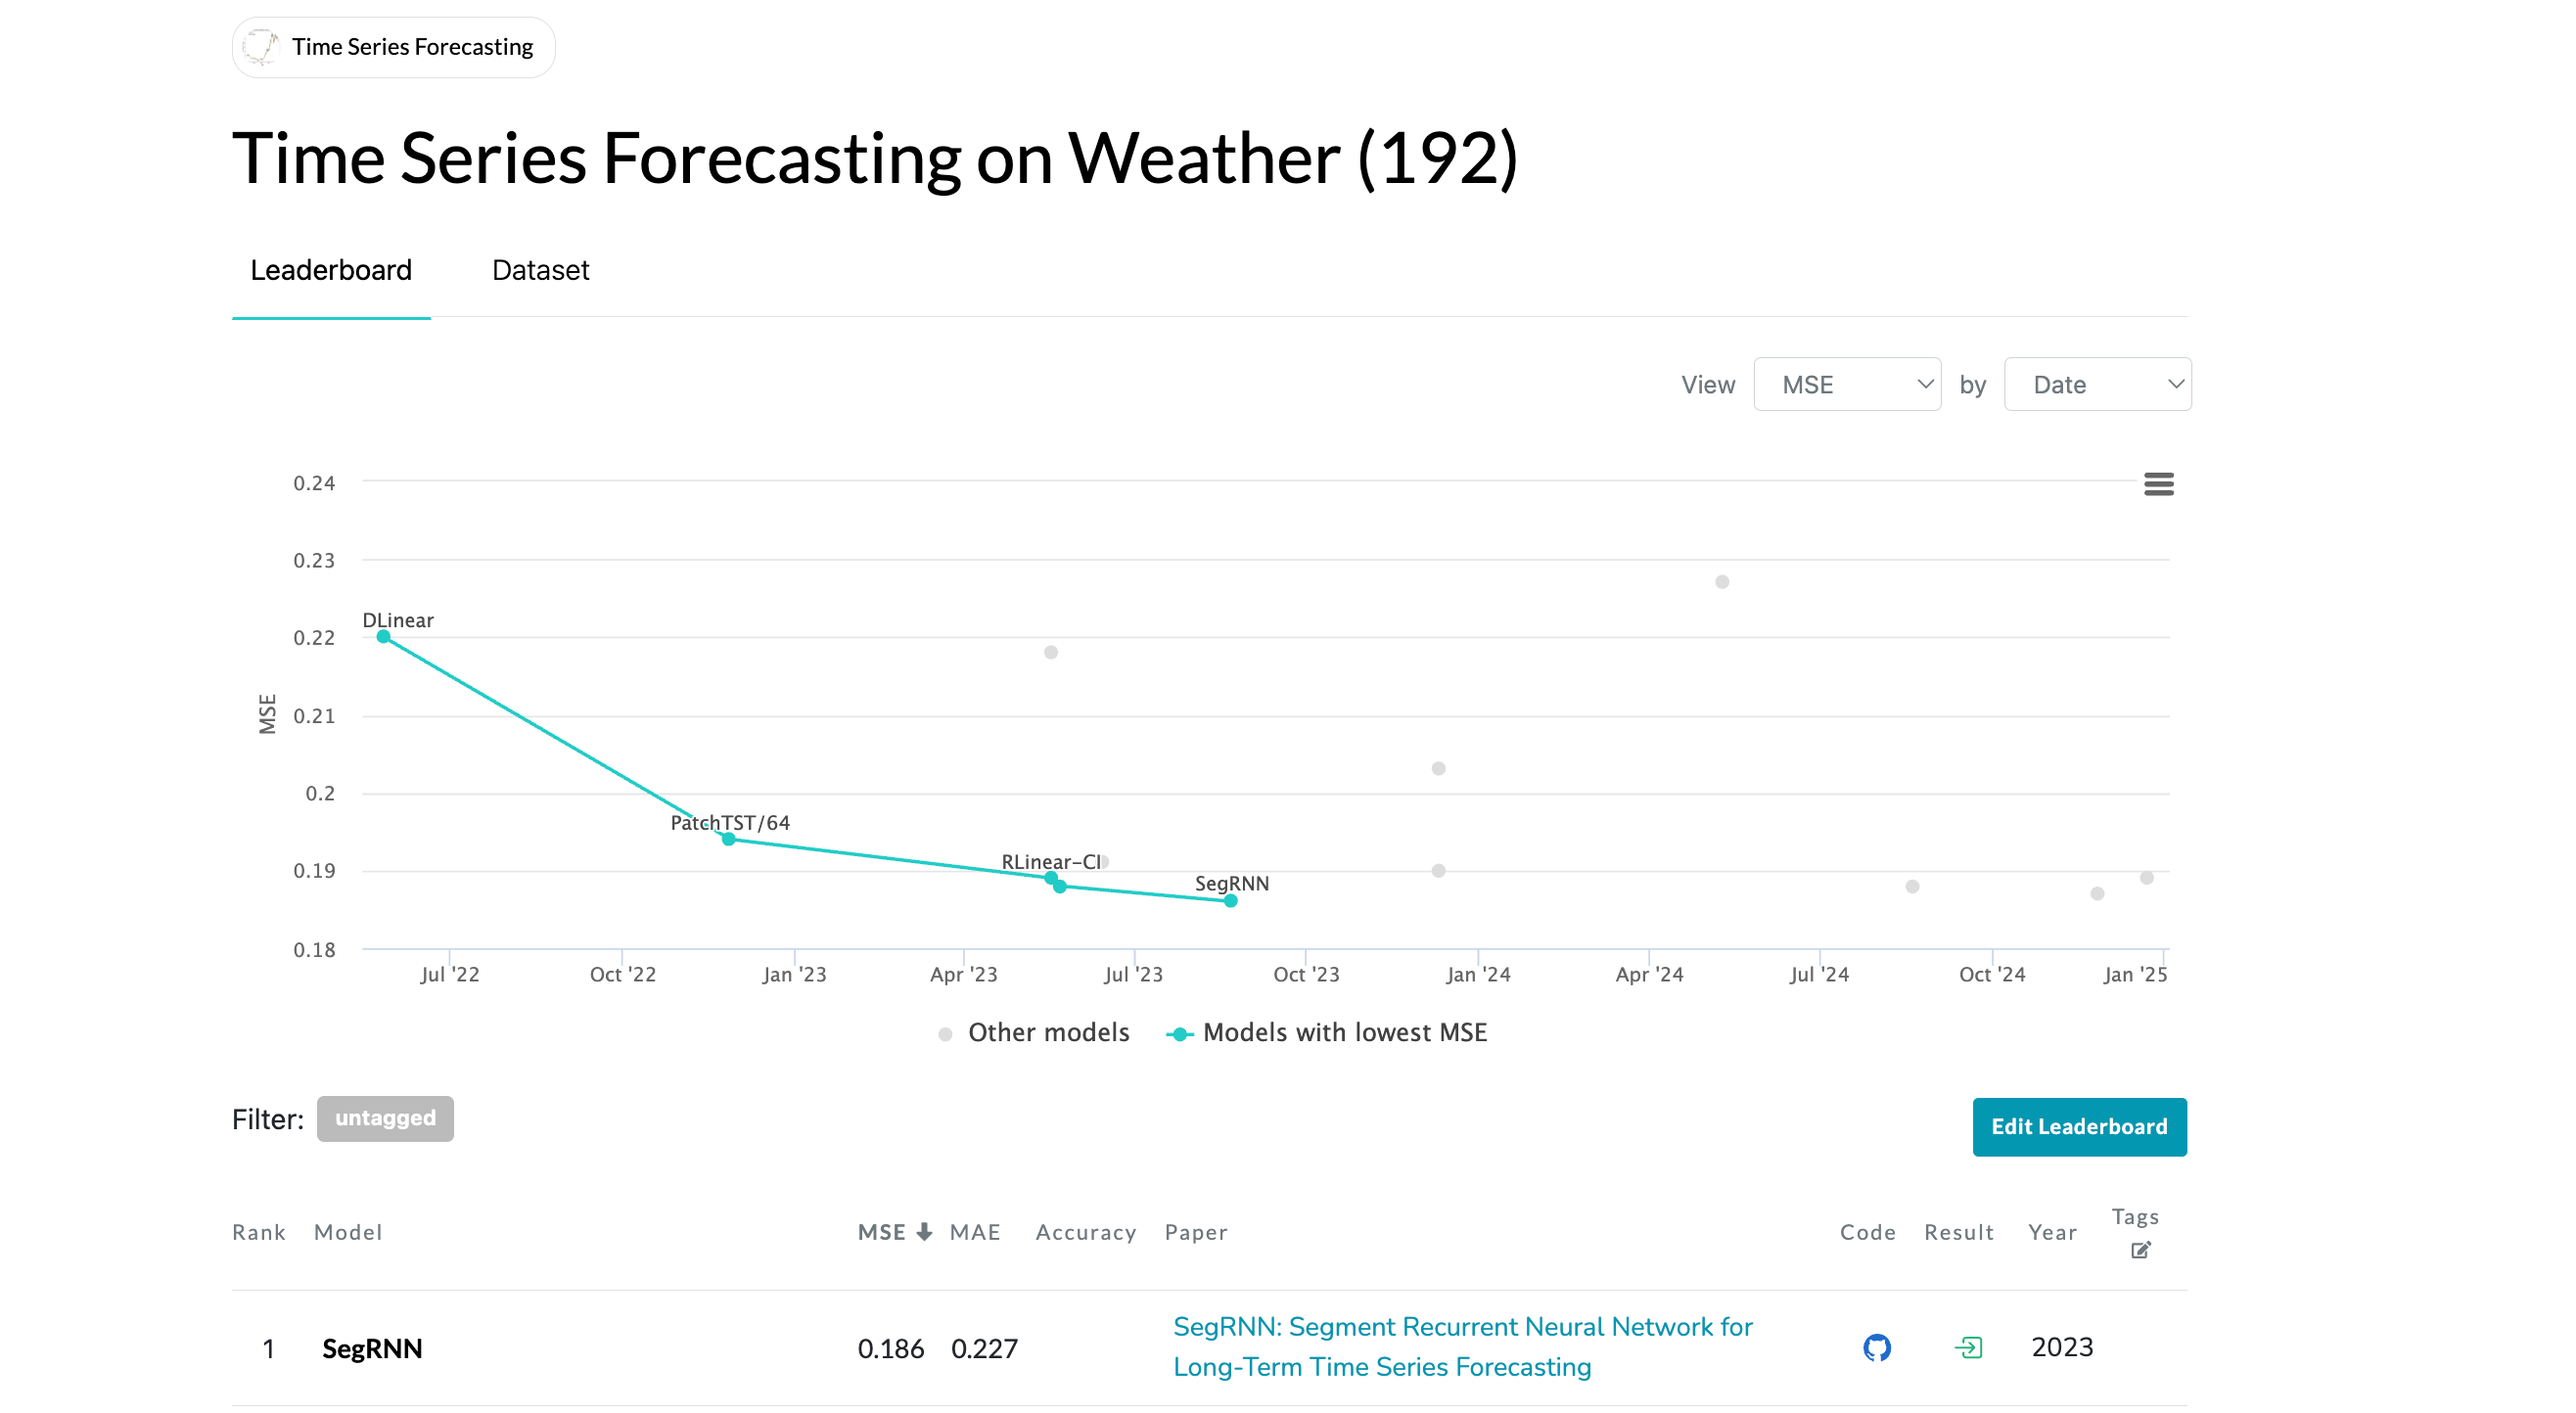 Time Series Forecasting
Time Series Forecasting on Weather (192)
Leaderboard Dataset
View MSE by Date
0.24
0.23
0.22
0.21
0.2
0.19
0.18
MSE
DLinear
PatchTST/64
RLinear-CI
SegRNN
Jul '22 Oct '22 Jan '23 Apr '23 Jul '23 Oct '23 Jan '24 Apr '24 Jul '24 Oct '24 Jan '25
Other models Models with lowest MSE
Filter: untagged
Edit Leaderboard
Rank Model MSE MAE Accuracy Paper Code Result Year Tags
1 SegRNN 0.186 0.227 SegRNN: Segment Recurrent Neural Network for
Long-Term Time Series Forecasting 2023